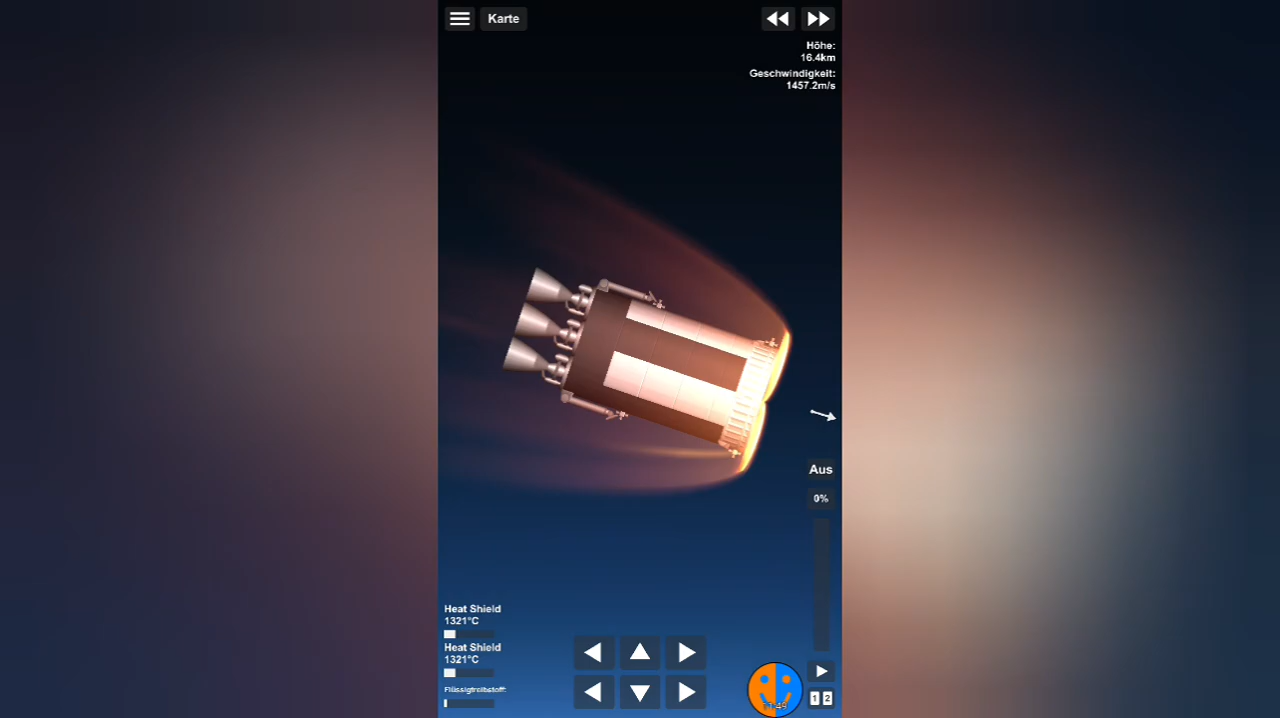 Karte
Höhe:
16.4km
Geschwindigkeit:
1457.2m/s
Aus
0%
Heat Shield
1321°C
Heat Shield
1321°C
Flüssigtreibstoff:
1 2